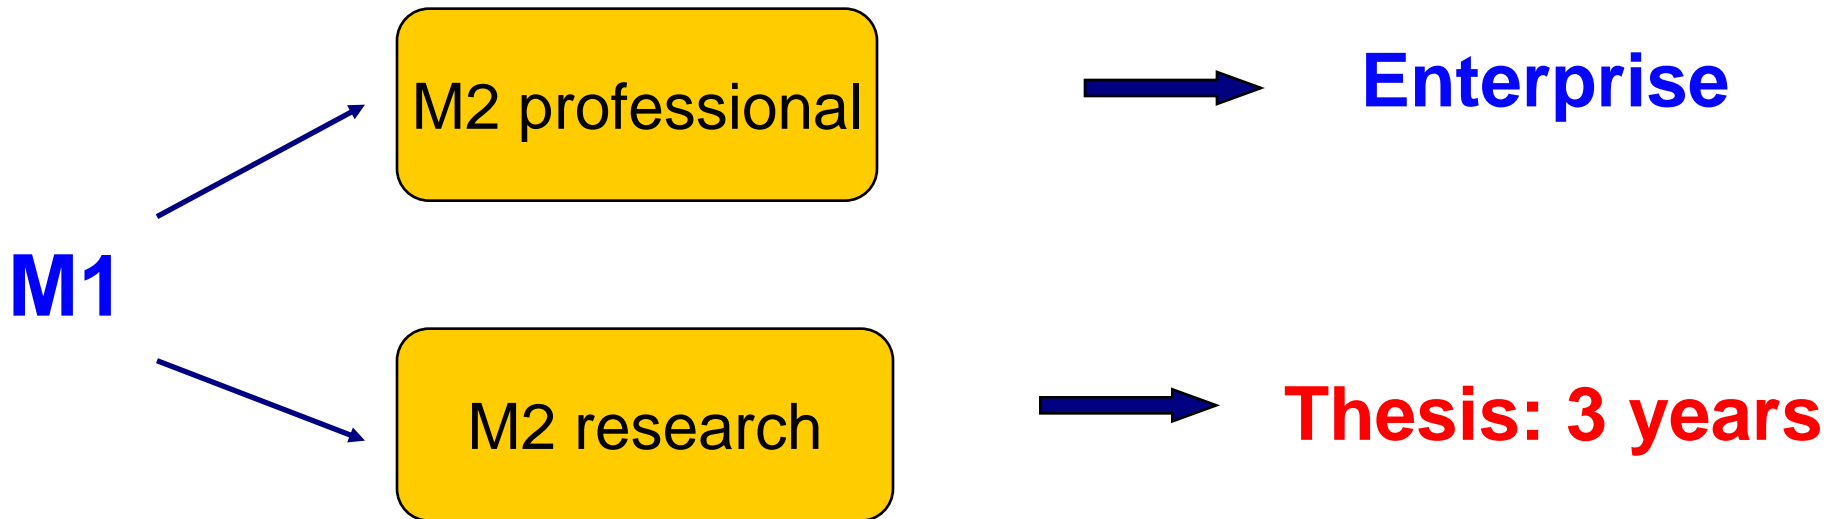 M2 professional
Enterprise
M1
M2 research
Thesis: 3 years